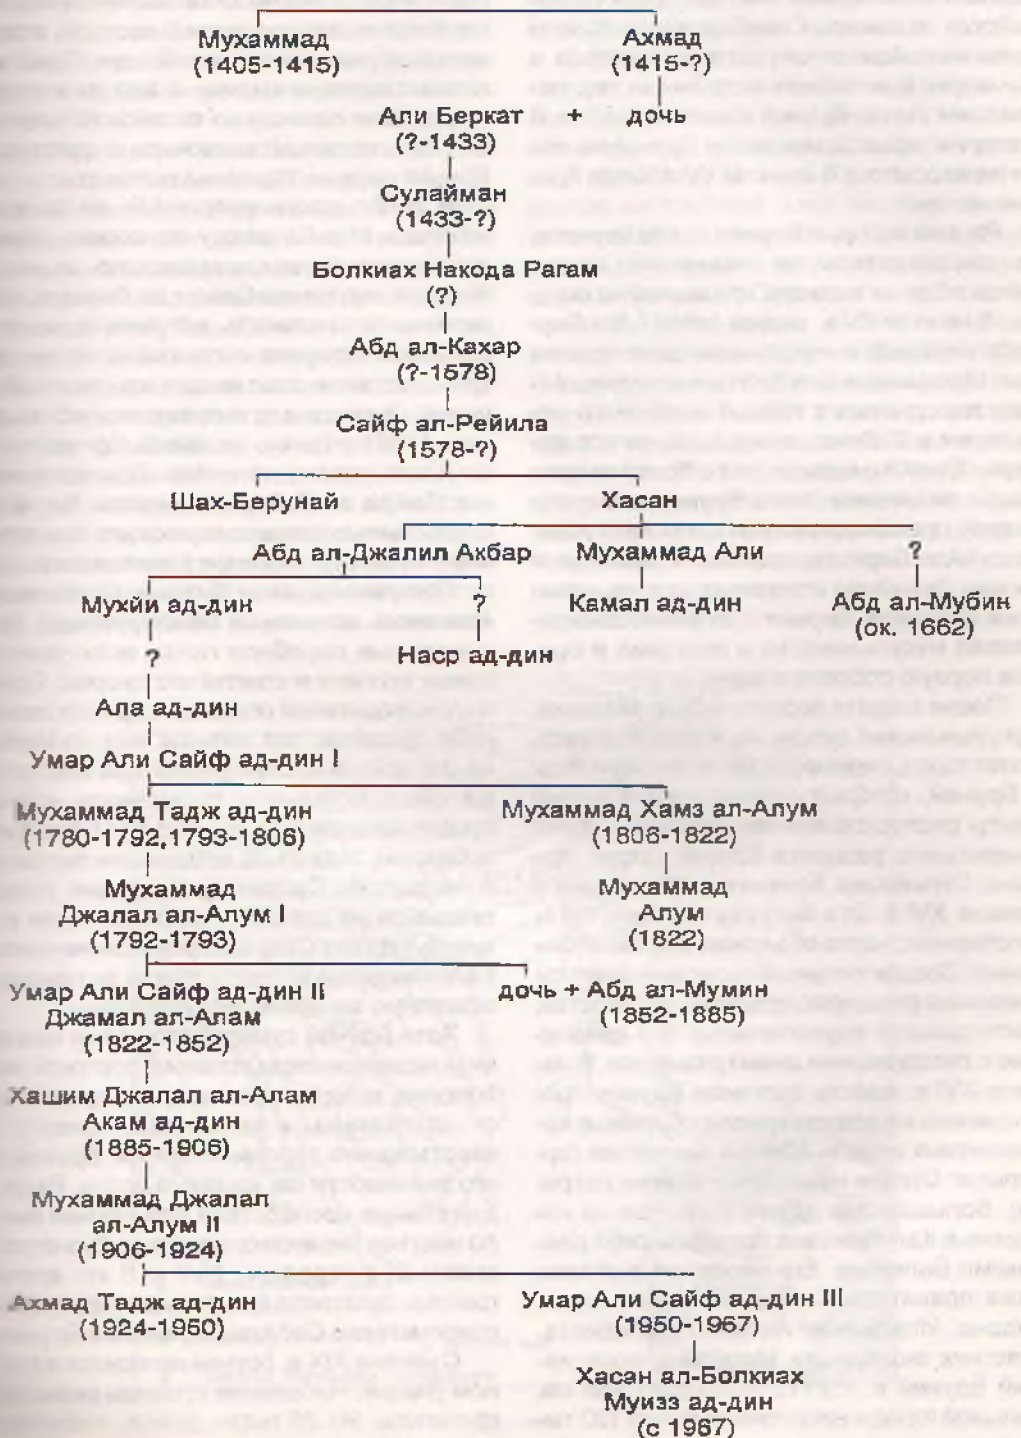 Мухаммад
(1405-1415)
Ахмад
(1415-?)
Али Беркат + дочь
(?-1433)
Сулайман
(1433-?)
Болкиах Накода Рагам
(?)
Абд ал-Кахар
(?-1578)
Сайф ал-Рейила
(1578-?)
Шах-Берунай
Хасан
Абд ал-Джалил Акбар
Мухаммад Али
?
Мухйи ад-дин
?
Камал ад-дин
Абд ал-Мубин
(ок. 1662)
?
Наср ад-дин
Ала ад-дин
Умар Али Сайф ад-дин I
Мухаммад Тадж ад-дин
(1780-1792,1793-1806)
Мухаммад Хамз ал-Алум
(1806-1822)
Мухаммад
Джалал ал-Алум I
(1792-1793)
Мухаммад
Алум
(1822)
Умар Али Сайф ад-дин II
Джамал ал-Алам
(1822-1852)
дочь + Абд ал-Мумин
(1852-1885)
Хашим Джалал ал-Алам
Акам ад-дин
(1885-1906)
Мухаммад Джалал
ал-Алум II
(1906-1924)
Ахмад Тадж ад-дин
(1924-1950)
Умар Али Сайф ад-дин III
(1950-1967)
Хасан ал-Болкиах
Муизз ад-дин
(с 1967)